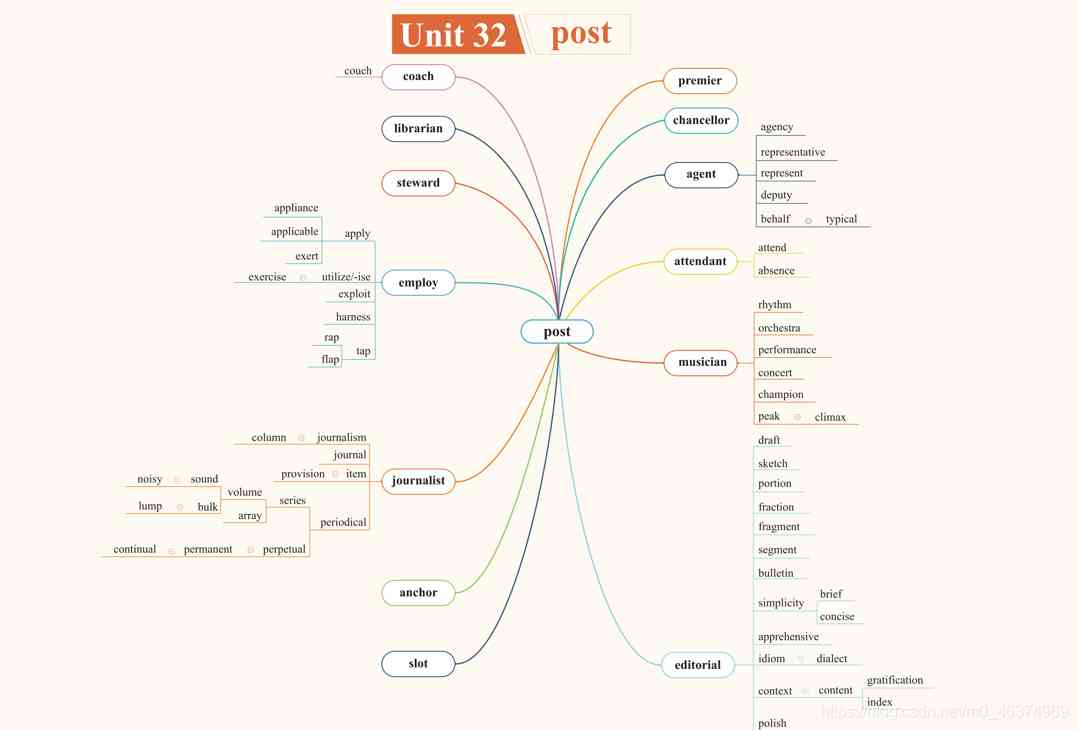 Unit 32 post
couch coach
librarian
steward
appliance
applicable apply
exert
exercise utilize/-ise employ
exploit
harness
rap
flap tap
post
column journalism
journal
provision item journalist
noisy sound volume series
lump bulk
array
periodical
continual permanent perpetual
anchor
slot
premier
chancellor
agent
agency
representative
represent
deputy
behalf typical
attendant
attend
absence
musician
rhythm
orchestra
performance
concert
champion
peak climax
editorial
draft
sketch
portion
fraction
fragment
segment
bulletin
simplicity
brief
concise
apprehensive
idiom dialect
context content
gratification
index
polish
https://blog.csdn.net/m0_46374969